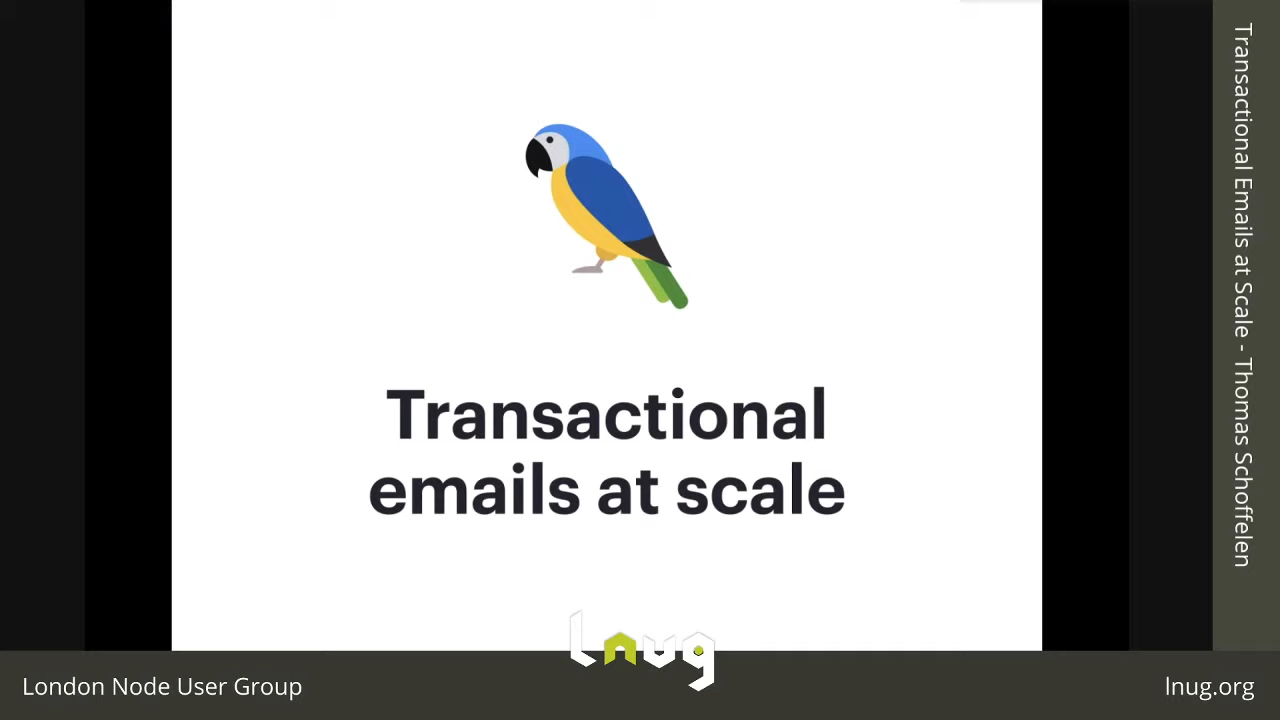 Transactional
emails at scale
Transactional Emails at Scale - Thomas Schoffelen
lnug
London Node User Group
lnug.org